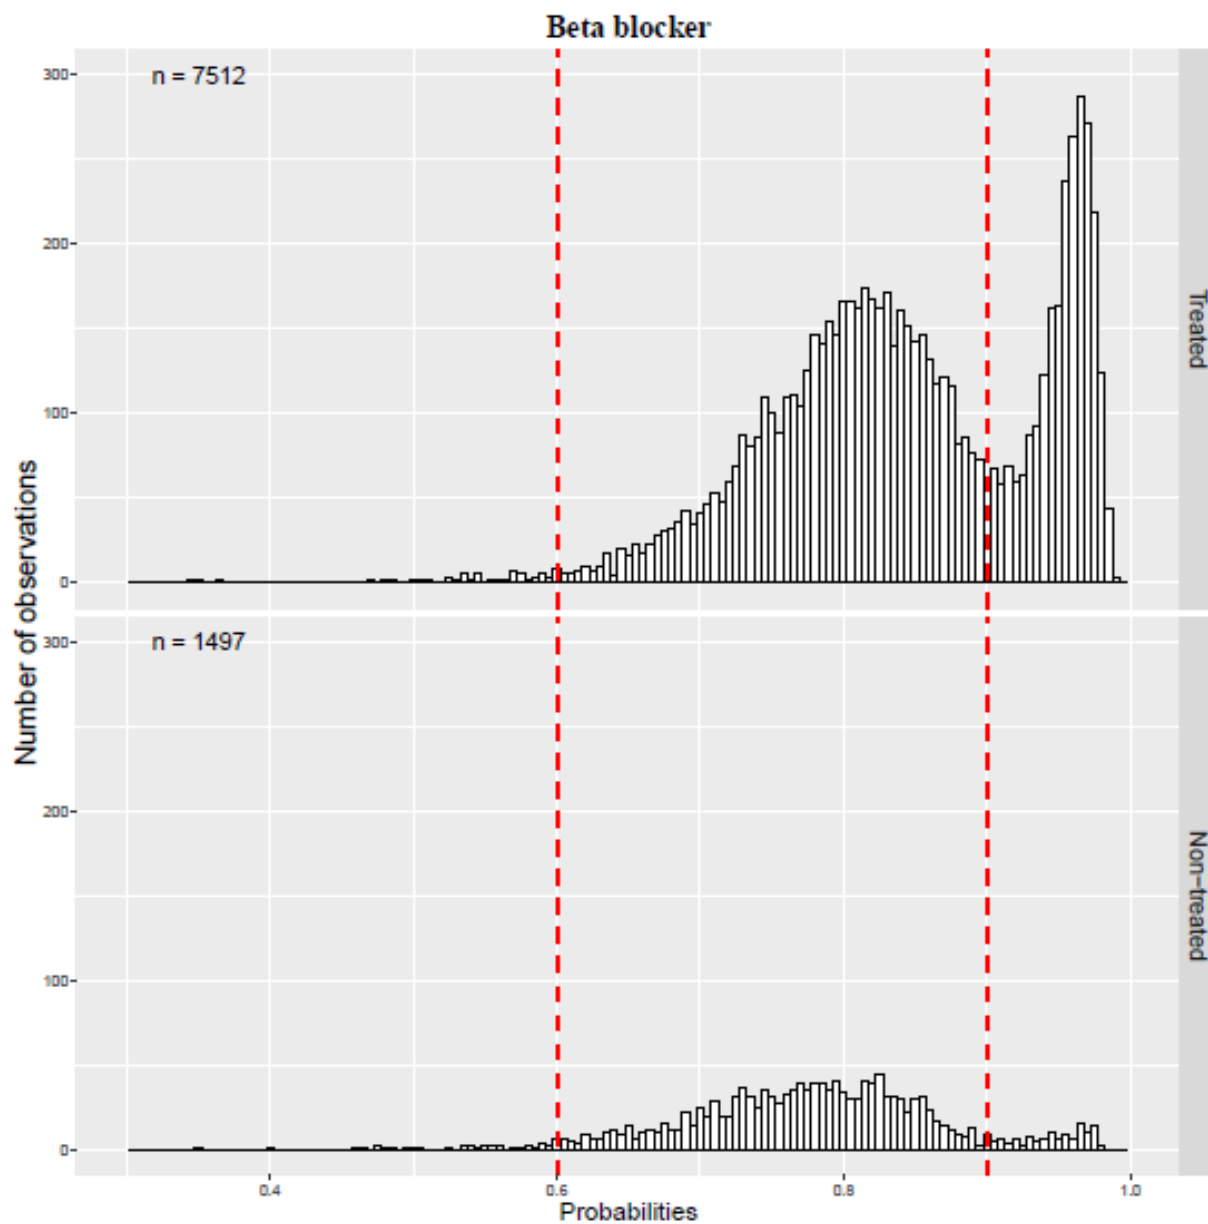 Beta blocker
n = 7512
300
200
100
0
Treated
Number of observations
n = 1497
300
200
100
0
Non-treated
0.4
0.6
0.8
1.0
Probabilities